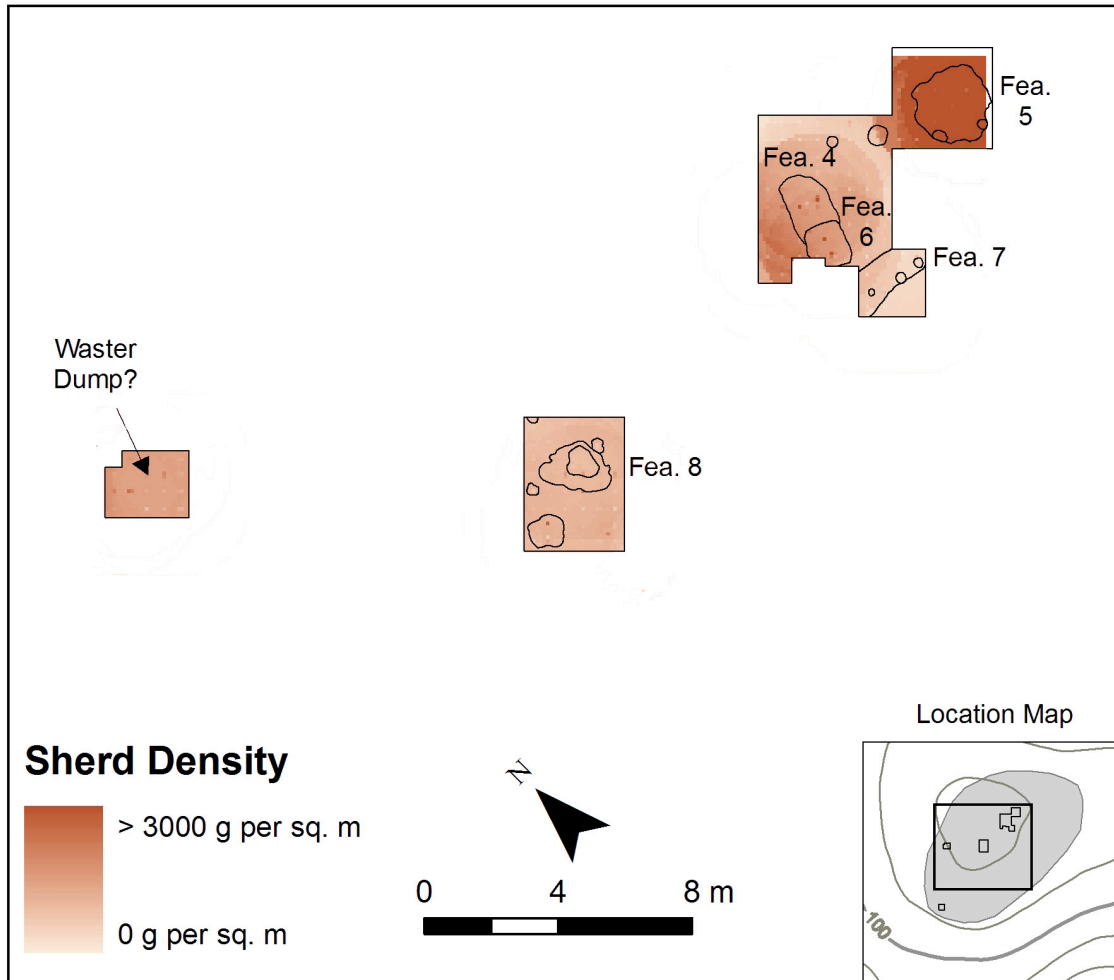 Fea.
5
Fea. 4
Fea.
6
Fea. 7
Waster
Dump?
Fea. 8
Sherd Density
> 3000 g per sq. m
0 g per sq. m
N
0 4 8 m
Location Map
100